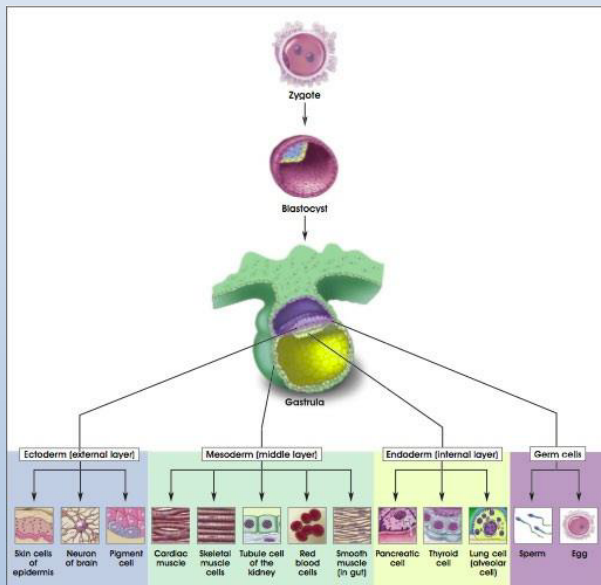 Zygote
Blastocyst
Gastrula
Ectoderm (external layer)
Mesoderm (middle layer)
Endoderm (internal layer)
Germ cells
Skin cells of epidermis
Neuron of brain
Pigment cell
Cardiac muscle
Skeletal muscle cells
Tubule cell of the kidney
Red blood cells
Smooth muscle (in gut)
Pancreatic cell
Thyroid cell
Lung cell (alveolar cell)
Sperm
Egg